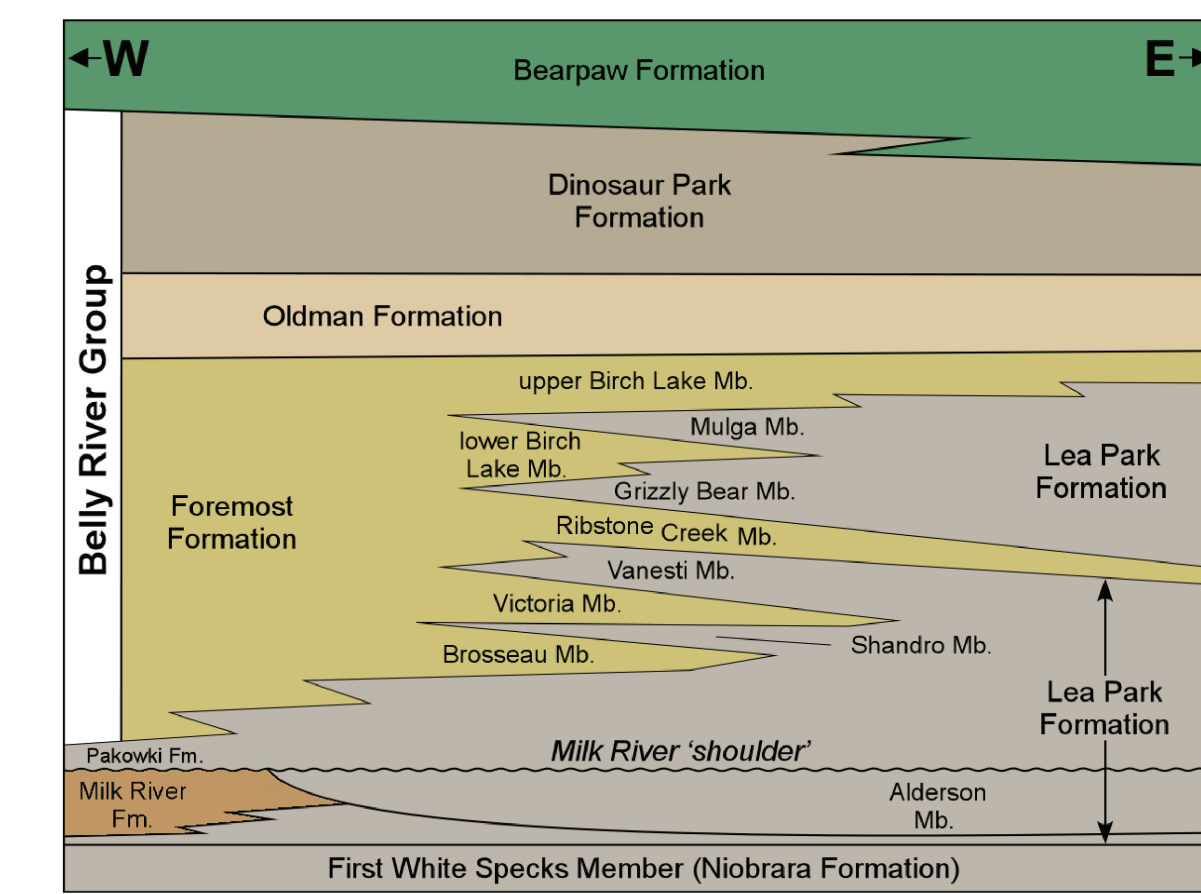 W
E
Bearpaw Formation
Dinosaur Park
Formation
Oldman Formation
Belly River Group
upper Birch Lake Mb.
Mulga Mb.
lower Birch
Lake Mb.
Lea Park
Formation
Grizzly Bear Mb.
Foremost
Formation
Ribstone Creek Mb.
Vanesti Mb.
Victoria Mb.
Shandro Mb.
Brosseau Mb.
Lea Park
Formation
Pakowki Fm.
Milk River ‘shoulder’
Milk River
Fm.
Alderson
Mb.
First White Specks Member (Niobrara Formation)